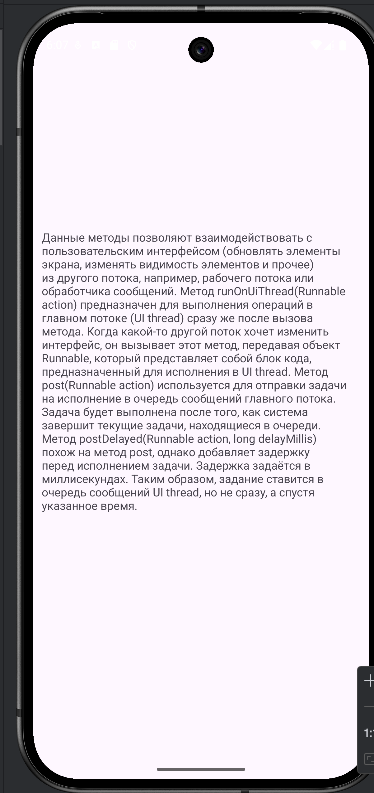 Данные методы позволяют взаимодействовать с
пользовательским интерфейсом (обновлять элементы
экрана, изменять видимость элементов и прочее)
из другого потока, например, рабочего потока или
обработчика сообщений. Метод runOnUiThread(Runnable
action) предназначен для выполнения операций в
главном потоке (UI thread) сразу же после вызова
метода. Когда какой-то другой поток хочет изменить
интерфейс, он вызывает этот метод, передавая объект
Runnable, который представляет собой блок кода,
предназначенный для исполнения в UI thread. Метод
post(Runnable action) используется для отправки задачи
на исполнение в очередь сообщений главного потока.
Задача будет выполнена после того, как система
завершит текущие задачи, находящиеся в очереди.
Метод postDelayed(Runnable action, long delayMillis)
похож на метод post, однако добавляет задержку
перед исполнением задачи. Задержка задаётся в
миллисекундах. Таким образом, задание ставится в
очередь сообщений UI thread, но не сразу, а спустя
указанное время.